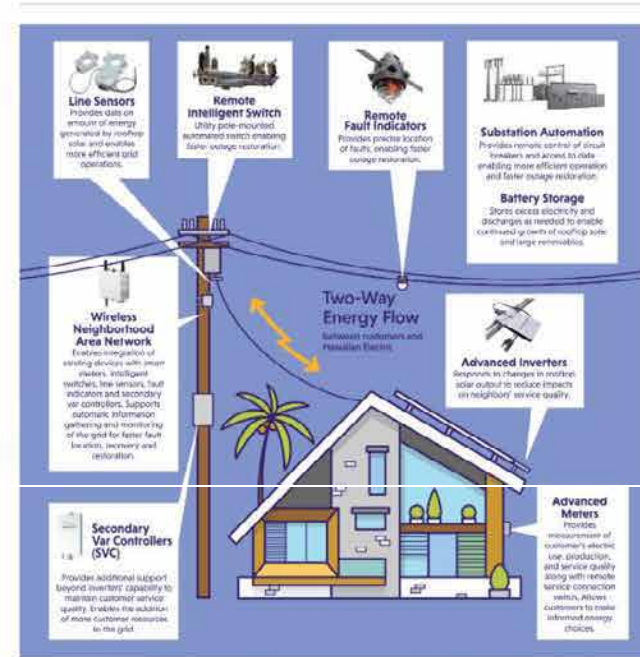 Line Sensors
Provides data on
amount of energy
generated by rooftop
solar and enables
more efficient grid
operations.
Remote
Intelligent Switch
Utility pole-mounted
automated switch enabling
faster outage restoration.
Remote
Fault Indicators
Provides precise location
of faults, enabling faster
outage restoration.
Substation Automation
Provides remote control of circuit
breakers and access to data
enabling more efficient operation
and faster outage restoration.
Battery Storage
Stores excess electricity and
discharges as needed to enable
continued growth of rooftop solar
and large renewables.
Wireless
Neighborhood
Area Network
Enables integration of
existing devices with smart
meters, intelligent
switches, line sensors, fault
indicators and secondary
var controllers. Supports
automatic information
gathering and monitoring
of the grid for faster fault
location, recovery and
restoration.
Two-Way
Energy Flow
between customers and
Hawaiian Electric
Advanced Inverters
Responds to changes in rooftop
solar output to reduce impacts
on neighbors' service quality.
Secondary
Var Controllers
(SVC)
Provides additional support
beyond inverters' capability to
maintain customer service
quality. Enables the addition
of more customer resources
to the grid.
Advanced
Meters
Provides
measurement of
customer's electric
use, production,
and service quality
along with remote
service connection
switch. Allows
customers to make
informed energy
choices.